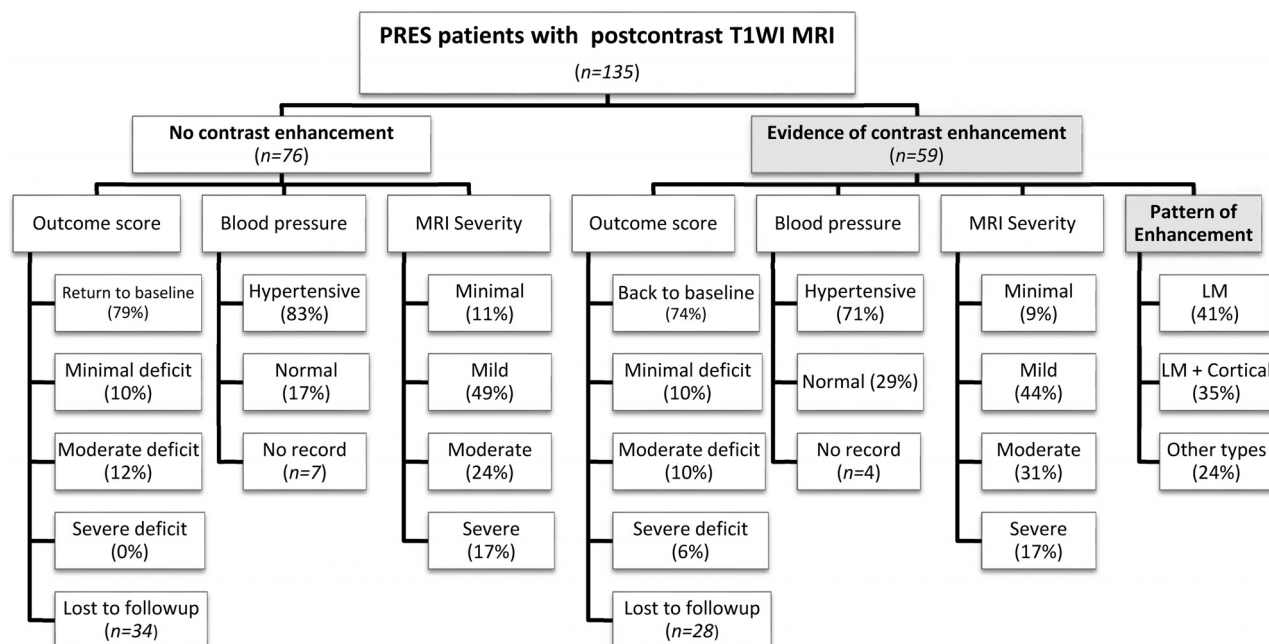 PRES patients with postcontrast T1WI MRI
(n=135)
No contrast enhancement
(n=76)
Evidence of contrast enhancement
(n=59)
Outcome score
Return to baseline
(79%)
Minimal deficit
(10%)
Moderate deficit
(12%)
Severe deficit
(0%)
Lost to followup
(n=34)
Blood pressure
Hypertensive
(83%)
Normal
(17%)
No record
(n=7)
MRI Severity
Minimal
(11%)
Mild
(49%)
Moderate
(24%)
Severe
(17%)
Outcome score
Back to baseline
(74%)
Minimal deficit
(10%)
Moderate deficit
(10%)
Severe deficit
(6%)
Lost to followup
(n=28)
Blood pressure
Hypertensive
(71%)
Normal (29%)
No record
(n=4)
MRI Severity
Minimal
(9%)
Mild
(44%)
Moderate
(31%)
Severe
(17%)
Pattern of
Enhancement
LM
(41%)
LM + Cortical
(35%)
Other types
(24%)